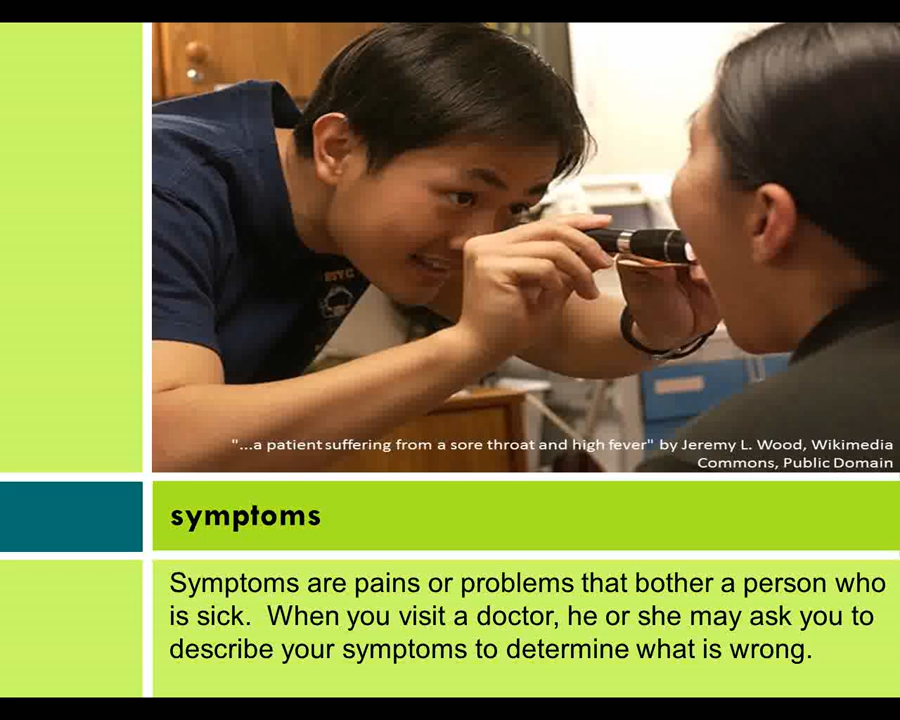 NYC
"...a patient suffering from a sore throat and high fever" by Jeremy L. Wood, Wikimedia
Commons, Public Domain
symptoms
Symptoms are pains or problems that bother a person who
is sick.  When you visit a doctor, he or she may ask you to
describe your symptoms to determine what is wrong.